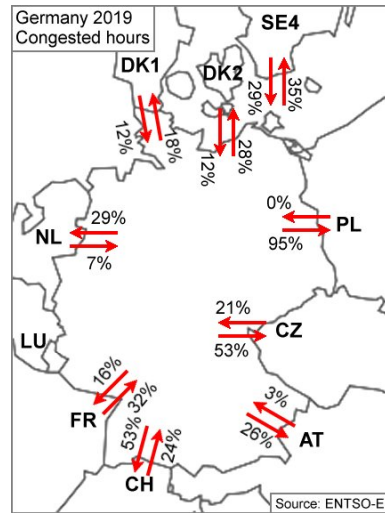 Germany 2019
Congested hours
SE4
DK1
DK2
29%
35%
12%
18%
12%
28%
0%
29%
NL
PL
7%
95%
21%
LU
CZ
53%
16%
32%
3%
FR
26%
AT
53%
24%
CH
Source: ENTSO-E